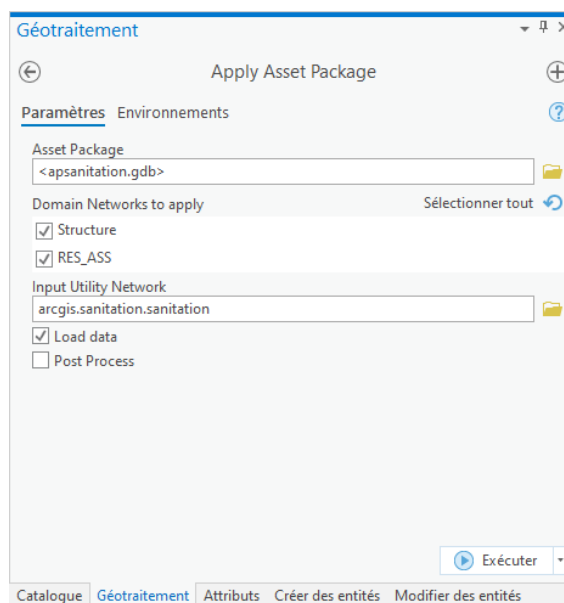 Géotraitement
Apply Asset Package
Paramètres Environnements
Asset Package
<apsanitation.gdb>
Domain Networks to apply Sélectionner tout
Structure
RES_ASS
Input Utility Network
arcgis.sanitation.sanitation
Load data
Post Process
Exécuter
Catalogue Géotraitement Attributs Créer des entités Modifier des entités